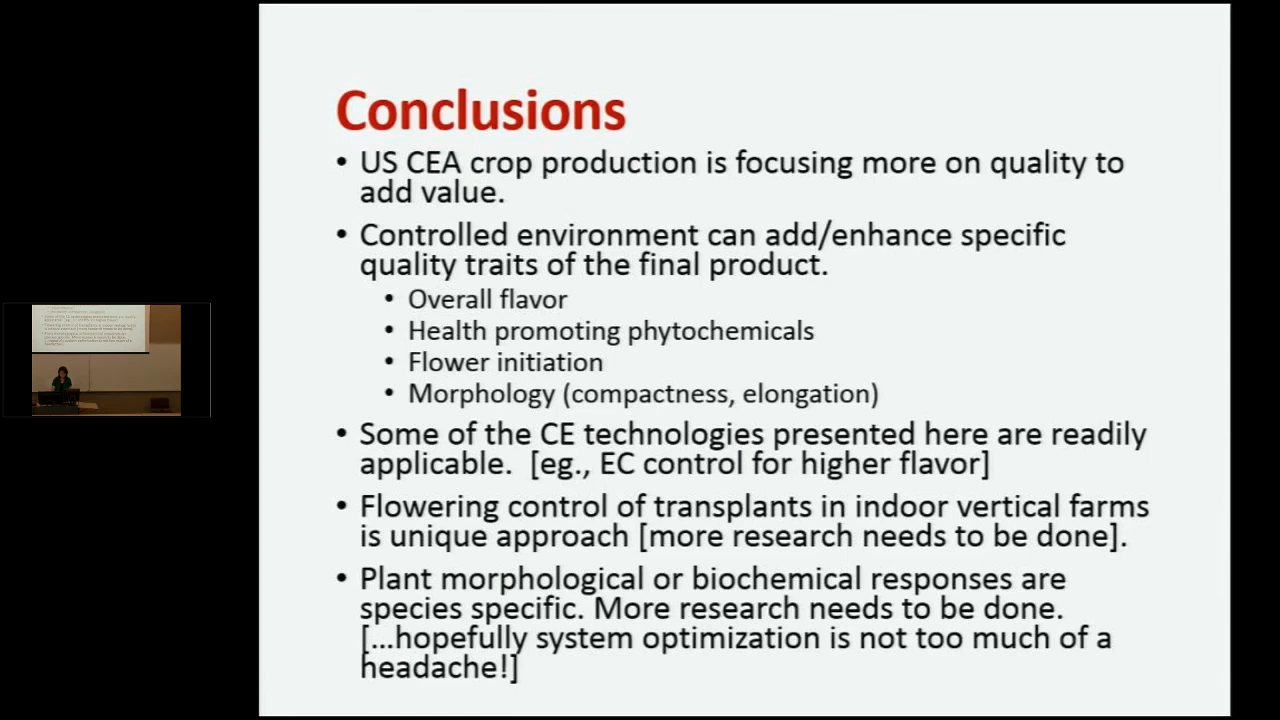 Conclusions
• US CEA crop production is focusing more on quality to
add value.
• Controlled environment can add/enhance specific
quality traits of the final product.
• Overall flavor
• Health promoting phytochemicals
• Flower initiation
• Morphology (compactness, elongation)
• Some of the CE technologies presented here are readily
applicable.  [eg., EC control for higher flavor]
• Flowering control of transplants in indoor vertical farms
is unique approach [more research needs to be done].
• Plant morphological or biochemical responses are
species specific. More research needs to be done.
[...hopefully system optimization is not too much of a
headache!]